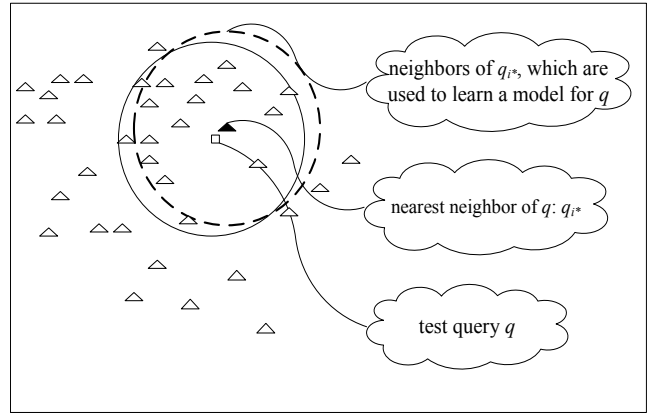 neighbors of qi*, which are
used to learn a model for q
nearest neighbor of q: qi*
test query q